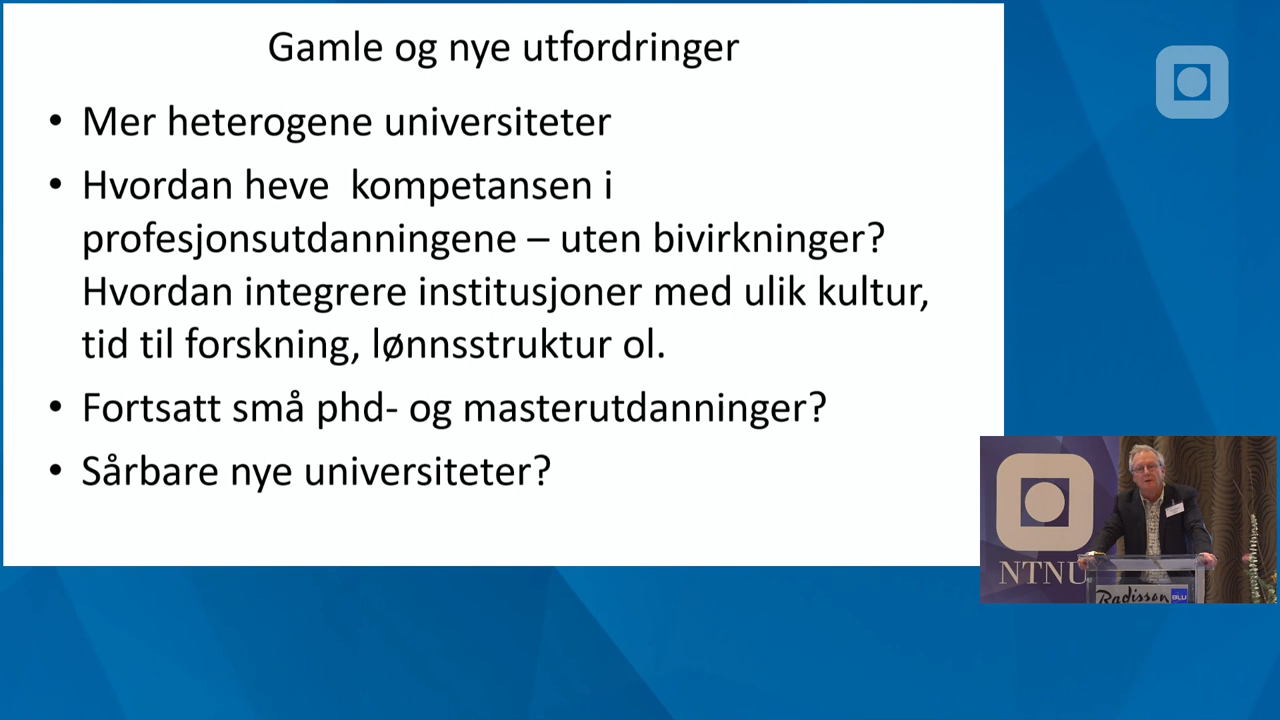 Gamle og nye utfordringer
• Mer heterogene universiteter
• Hvordan heve  kompetansen i
profesjonsutdanningene – uten bivirkninger?
Hvordan integrere institusjoner med ulik kultur,
tid til forskning, lønnsstruktur ol.
• Fortsatt små phd- og masterutdanninger?
• Sårbare nye universiteter?
NTNU
Radisson BLU